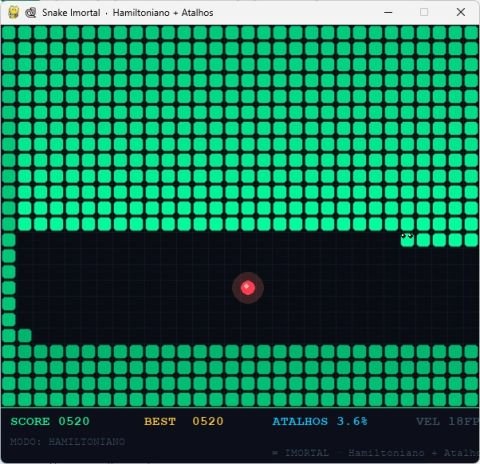 Snake Imortal · Hamiltoniano + Atalhos
SCORE 0520 BEST 0520 ATALHOS 3.6% VEL 18FP
MODO: HAMILTONIANO
∞ IMORTAL · Hamiltoniano + Atalh